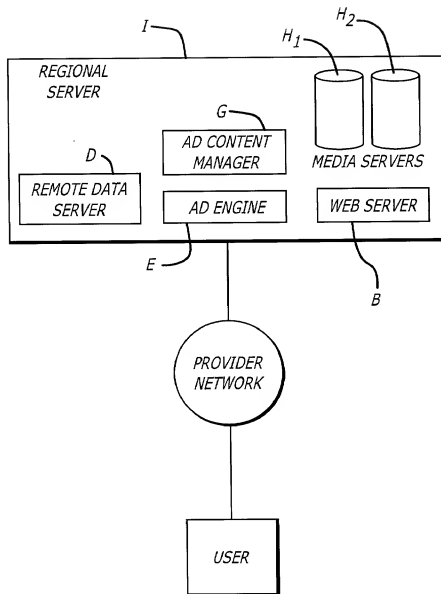 I
H1
H2
REGIONAL
SERVER
G
AD CONTENT
MANAGER
MEDIA SERVERS
D
REMOTE DATA
SERVER
AD ENGINE
WEB SERVER
E
B
PROVIDER
NETWORK
USER